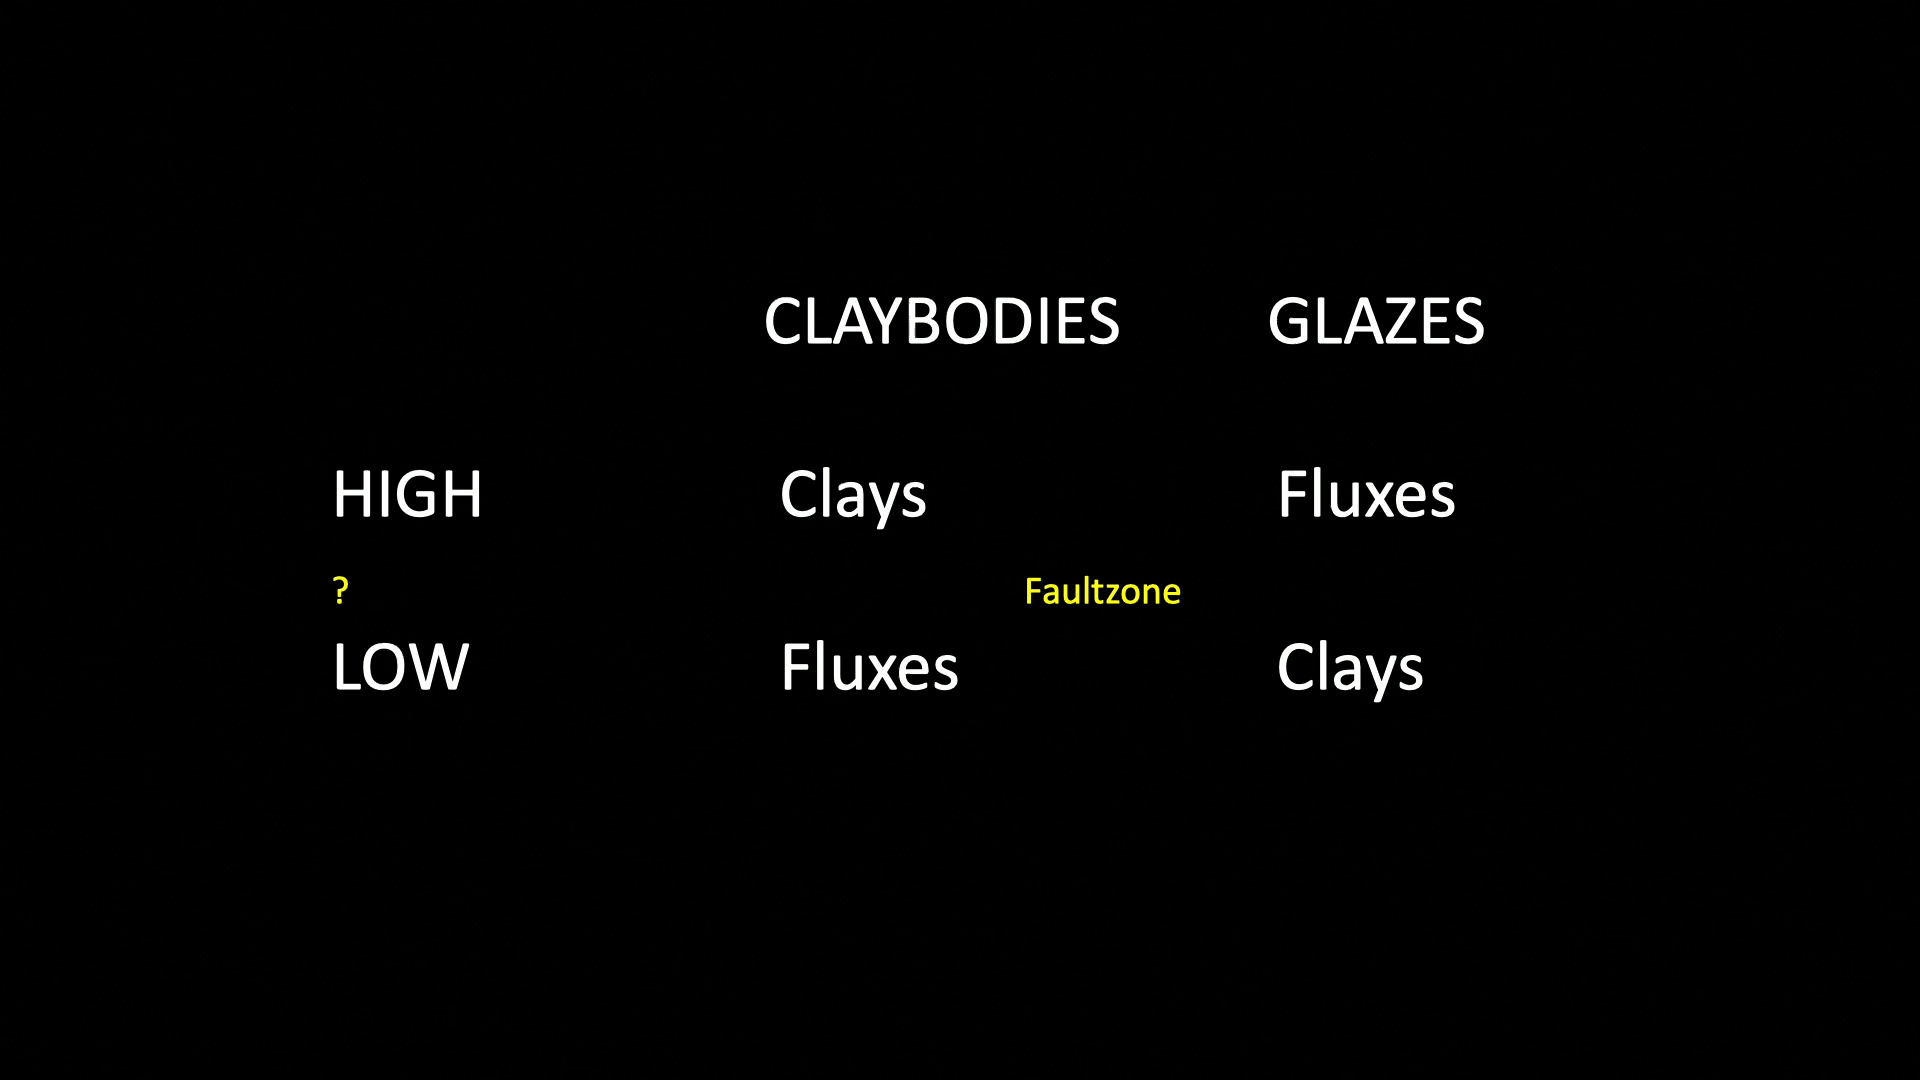 CLAYBODIES GLAZES
HIGH Clays Fluxes
? Faultzone
LOW Fluxes Clays